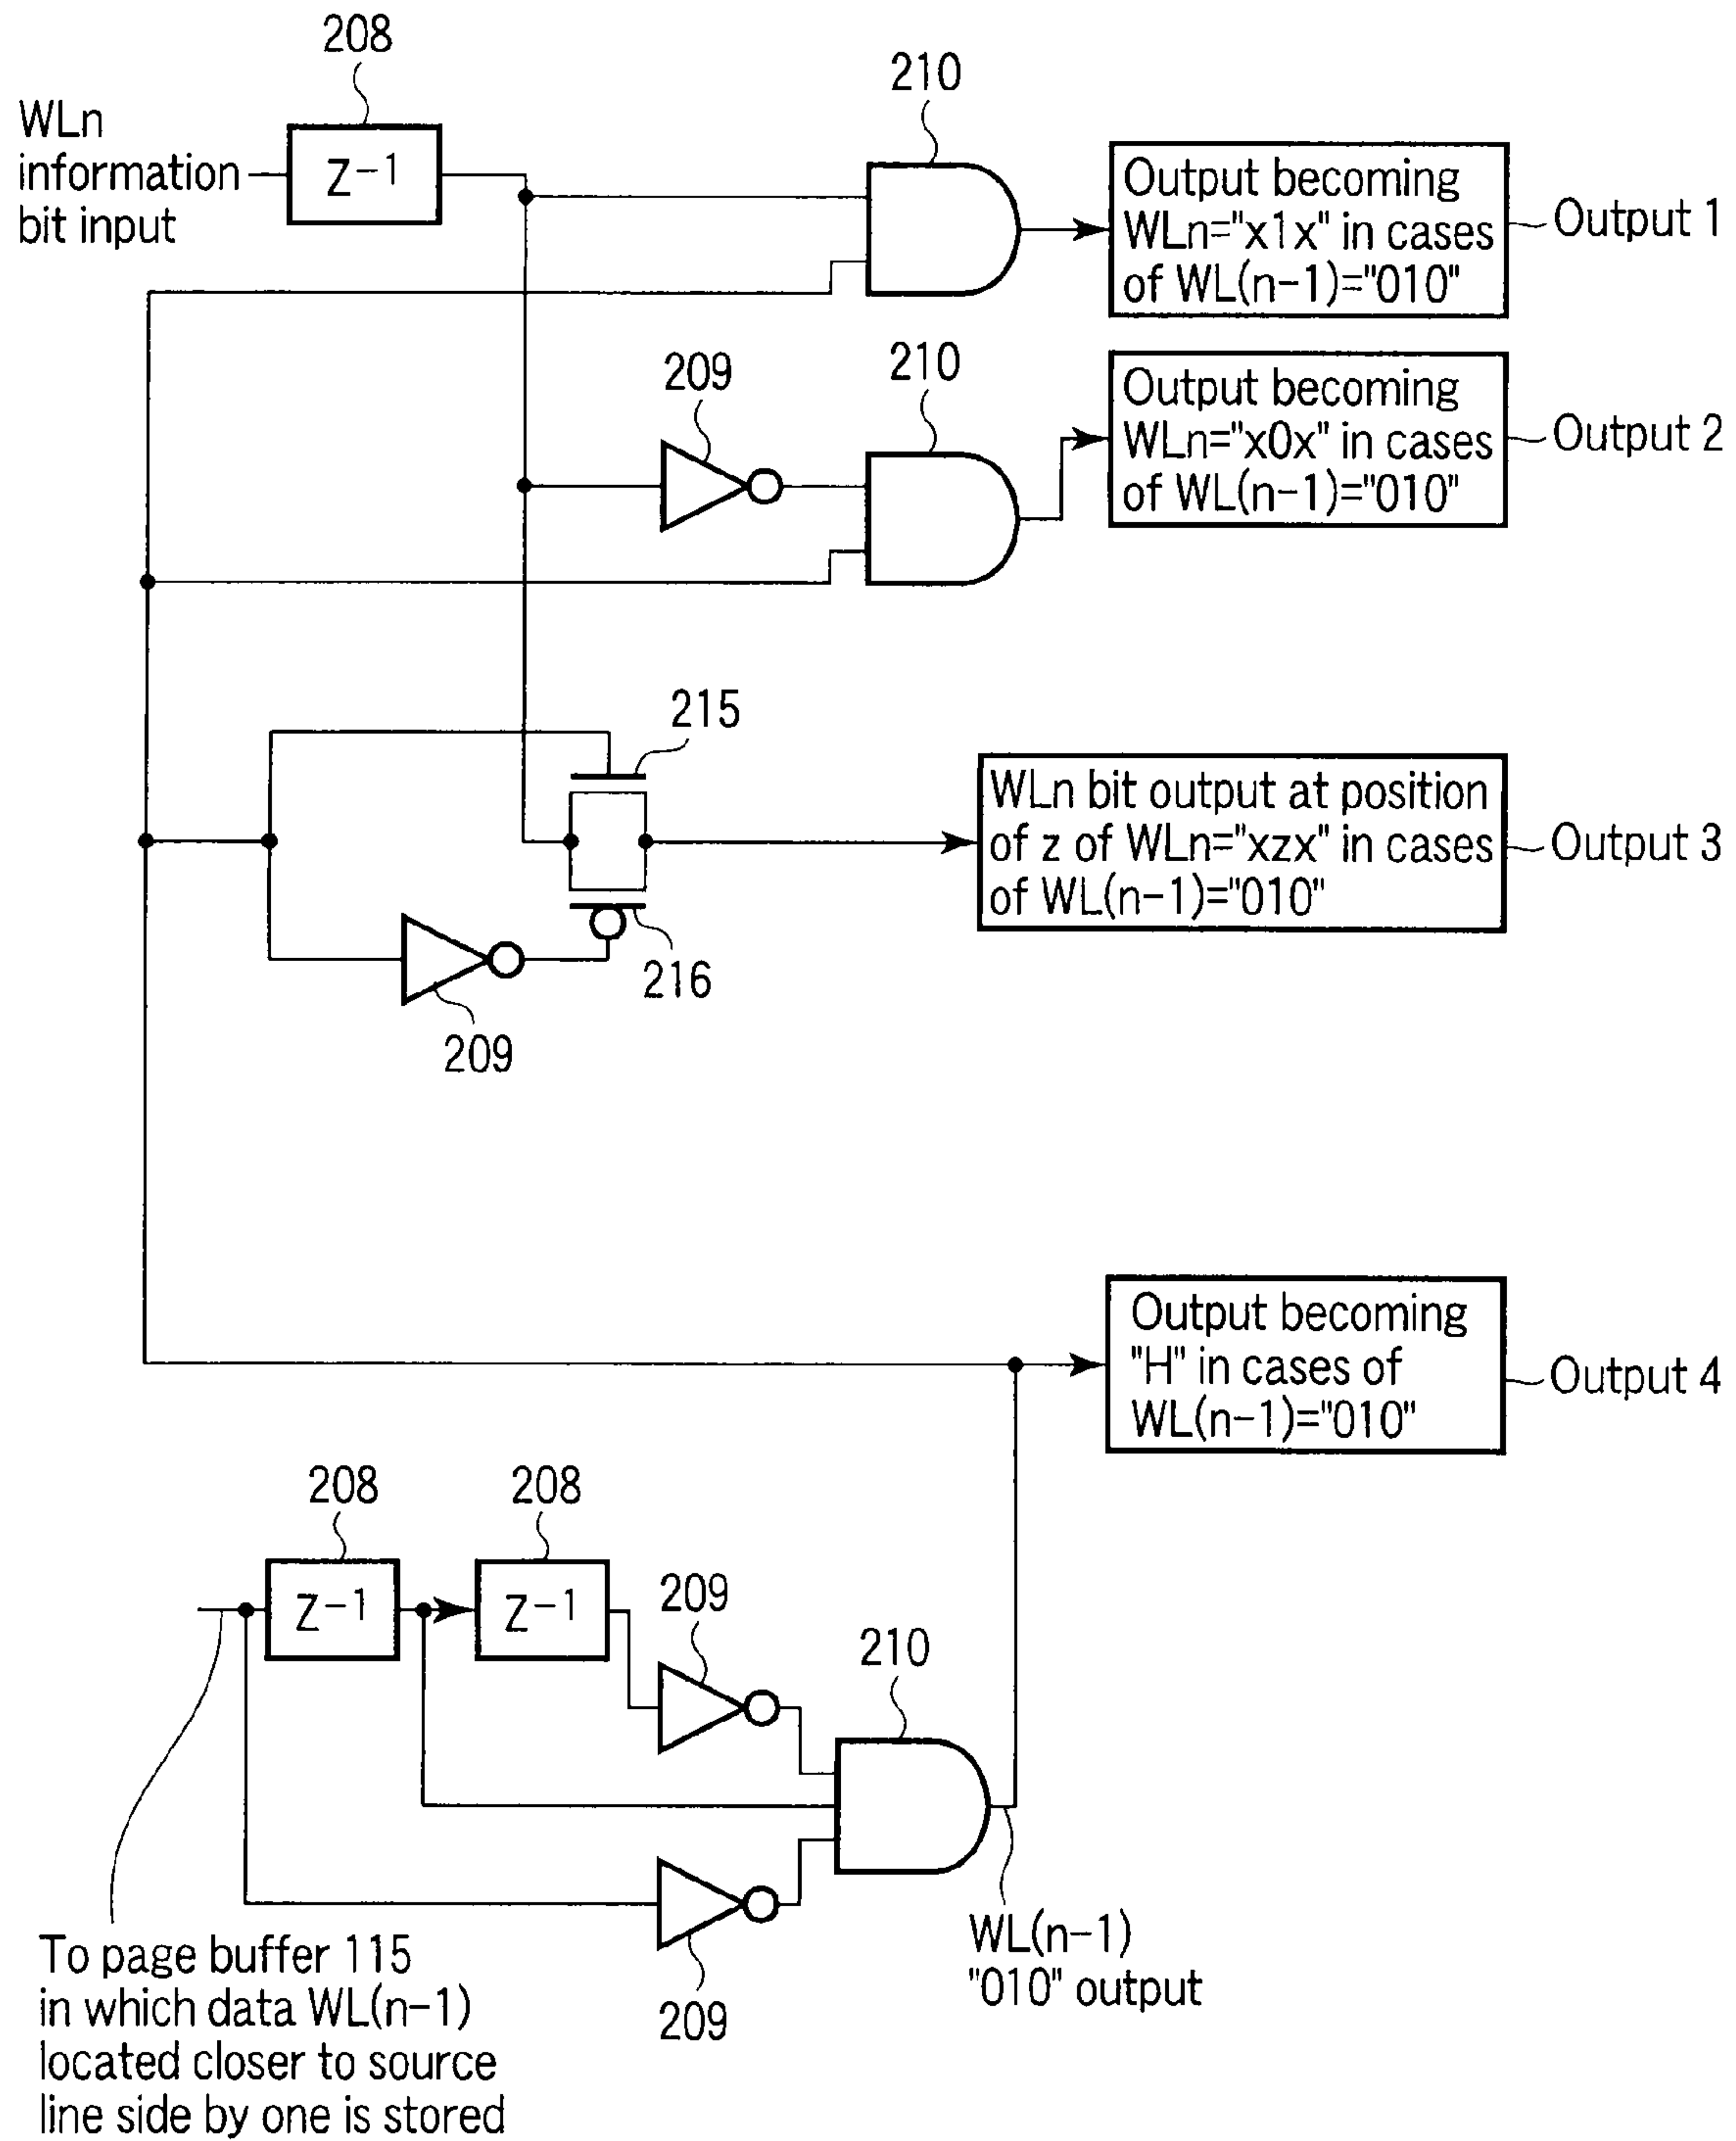 208
WLn
information
bit input
Z−1
210
Output becoming
WLn="x1x" in cases
of WL(n−1)="010"
Output 1
209
210
Output becoming
WLn="x0x" in cases
of WL(n−1)="010"
Output 2
215
WLn bit output at position
of z of WLn="xzx" in cases
of WL(n−1)="010"
Output 3
216
209
Output becoming
"H" in cases of
WL(n−1)="010"
Output 4
208
208
Z−1
Z−1
209
210
209
WL(n−1)
"010" output
To page buffer 115
in which data WL(n−1)
located closer to source
line side by one is stored